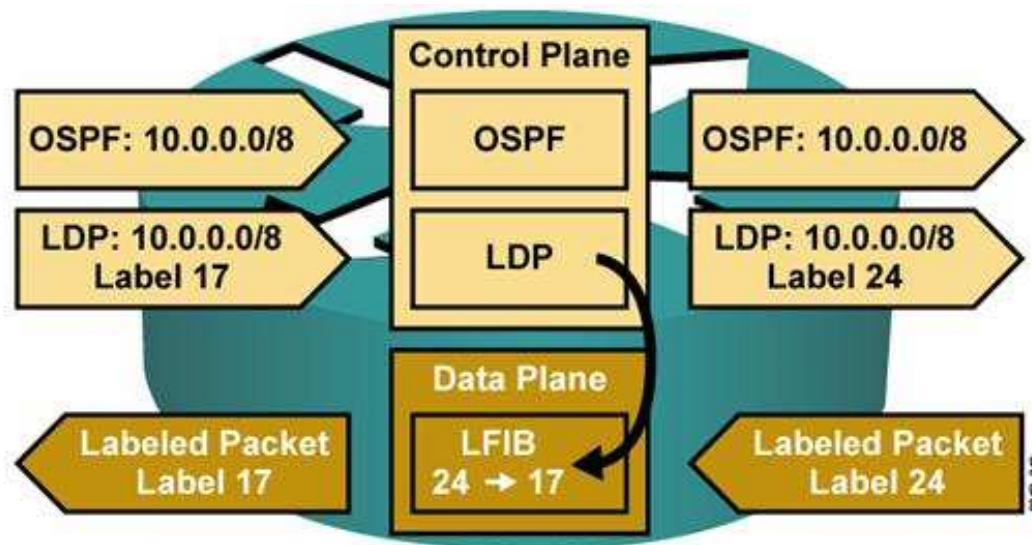 Control Plane
OSPF: 10.0.0.0/8
OSPF
OSPF: 10.0.0.0/8
LDP: 10.0.0.0/8
Label 17
LDP
LDP: 10.0.0.0/8
Label 24
Data Plane
Labeled Packet
Label 17
LFIB
24 → 17
Labeled Packet
Label 24